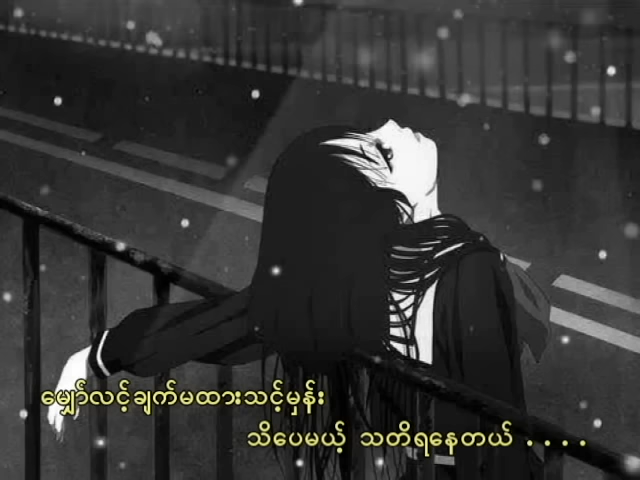 မျှော်လင့်ချက်မထားသင့်မှန်း
သိပေမယ့် သတိရနေတယ် . . . .